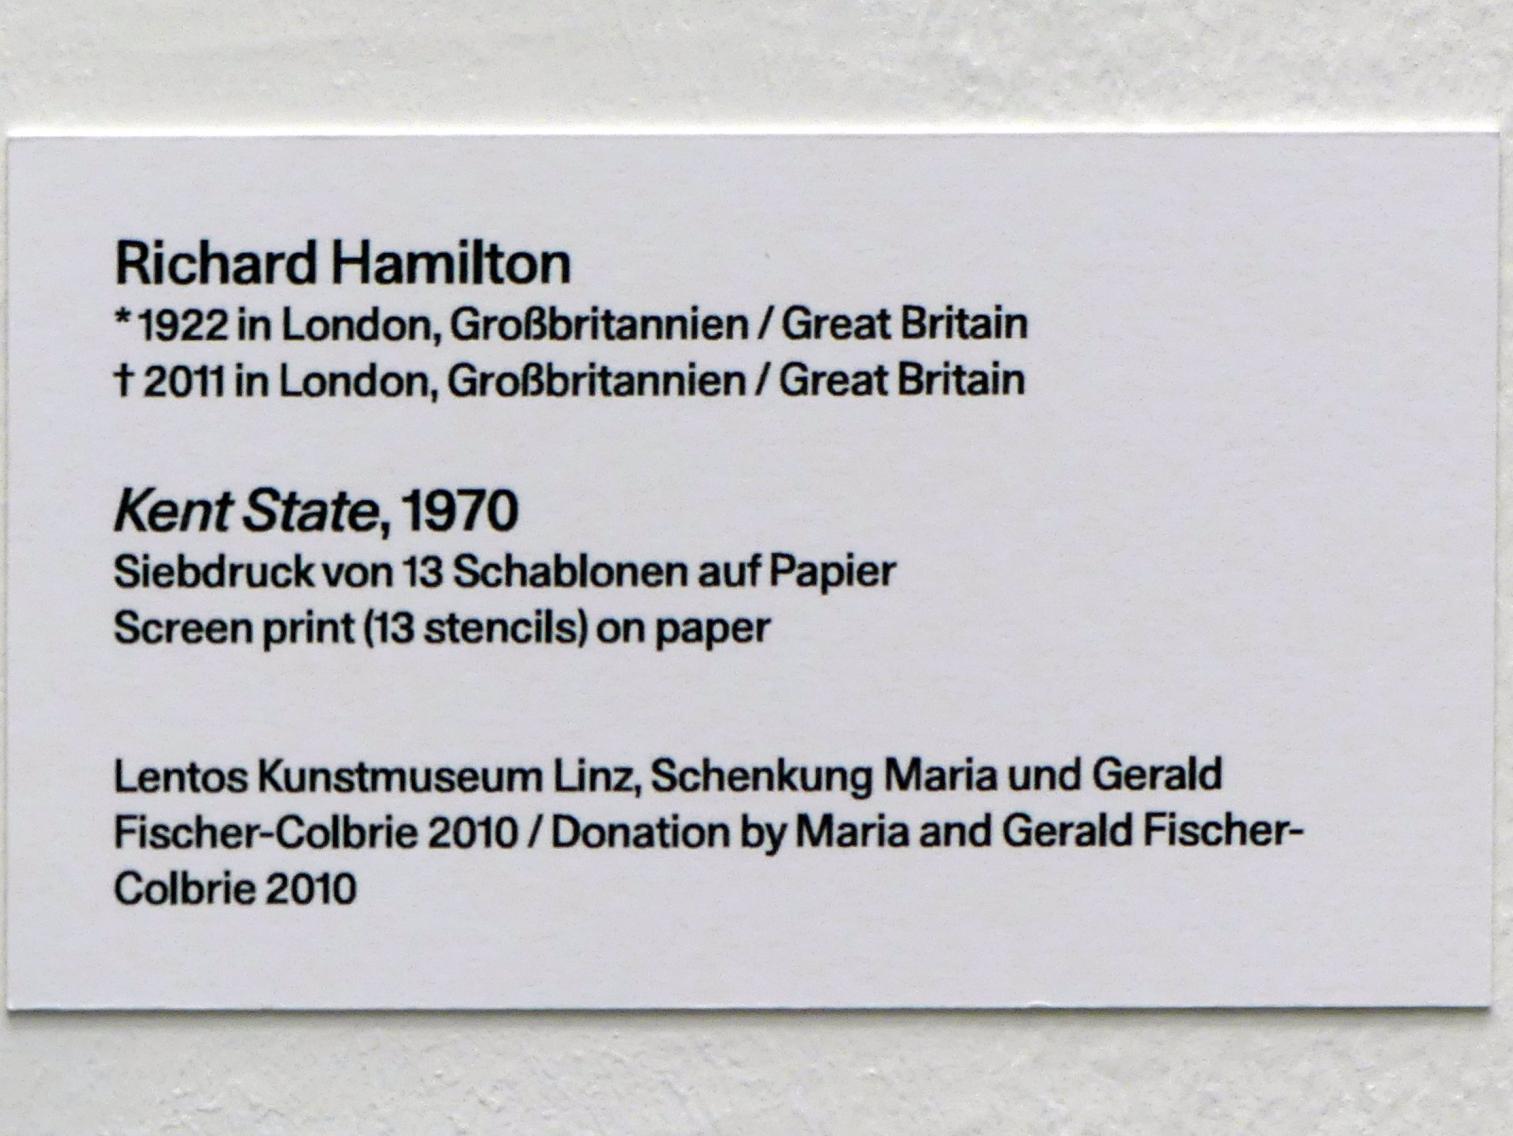 Richard Hamilton
* 1922 in London, Großbritannien / Great Britain
† 2011 in London, Großbritannien / Great Britain
Kent State, 1970
Siebdruck von 13 Schablonen auf Papier
Screen print (13 stencils) on paper
Lentos Kunstmuseum Linz, Schenkung Maria und Gerald
Fischer-Colbrie 2010 / Donation by Maria and Gerald Fischer-
Colbrie 2010